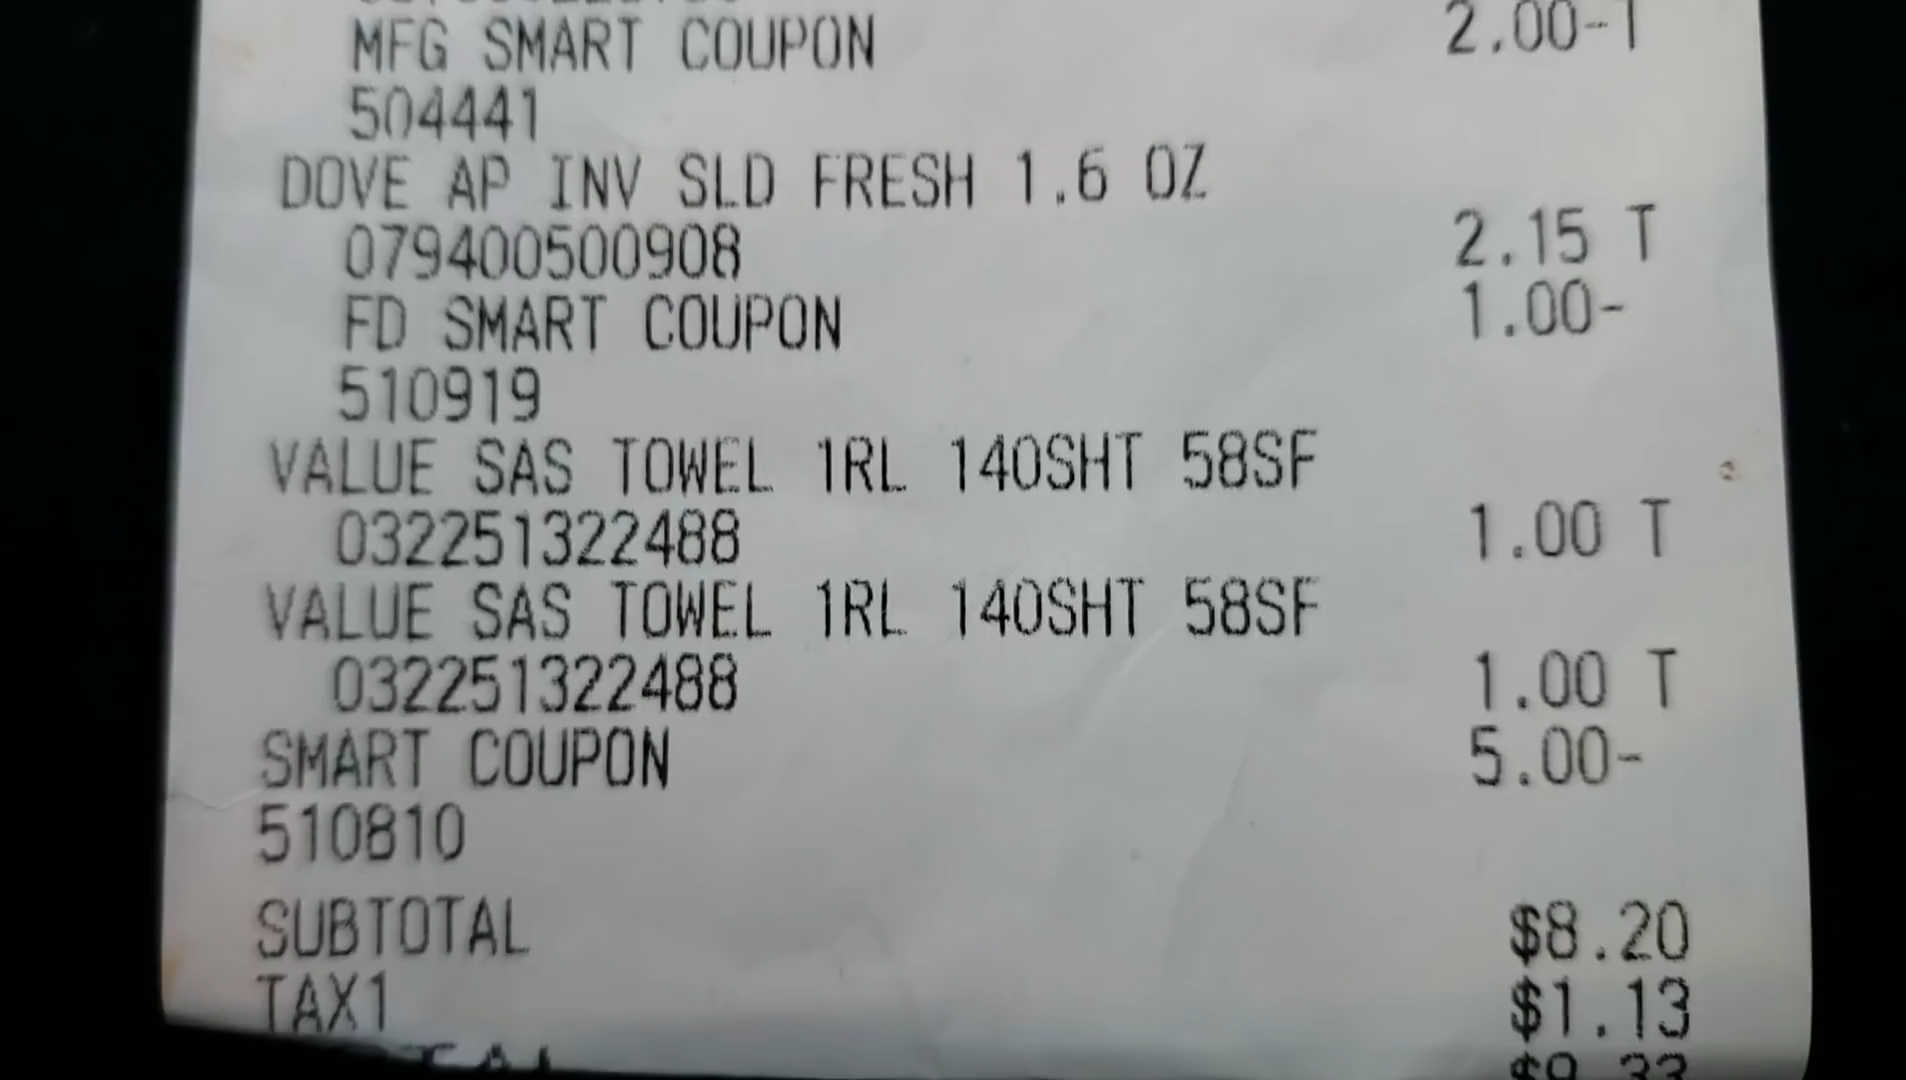 MFG SMART COUPON 2.00-T
504441
DOVE AP INV SLD FRESH 1.6 OZ
079400500908 2.15 T
FD SMART COUPON 1.00-
510919
VALUE SAS TOWEL 1RL 140SHT 58SF
032251322488 1.00 T
VALUE SAS TOWEL 1RL 140SHT 58SF
032251322488 1.00 T
SMART COUPON 5.00-
510810
SUBTOTAL $8.20
TAX1 $1.13
$9.33